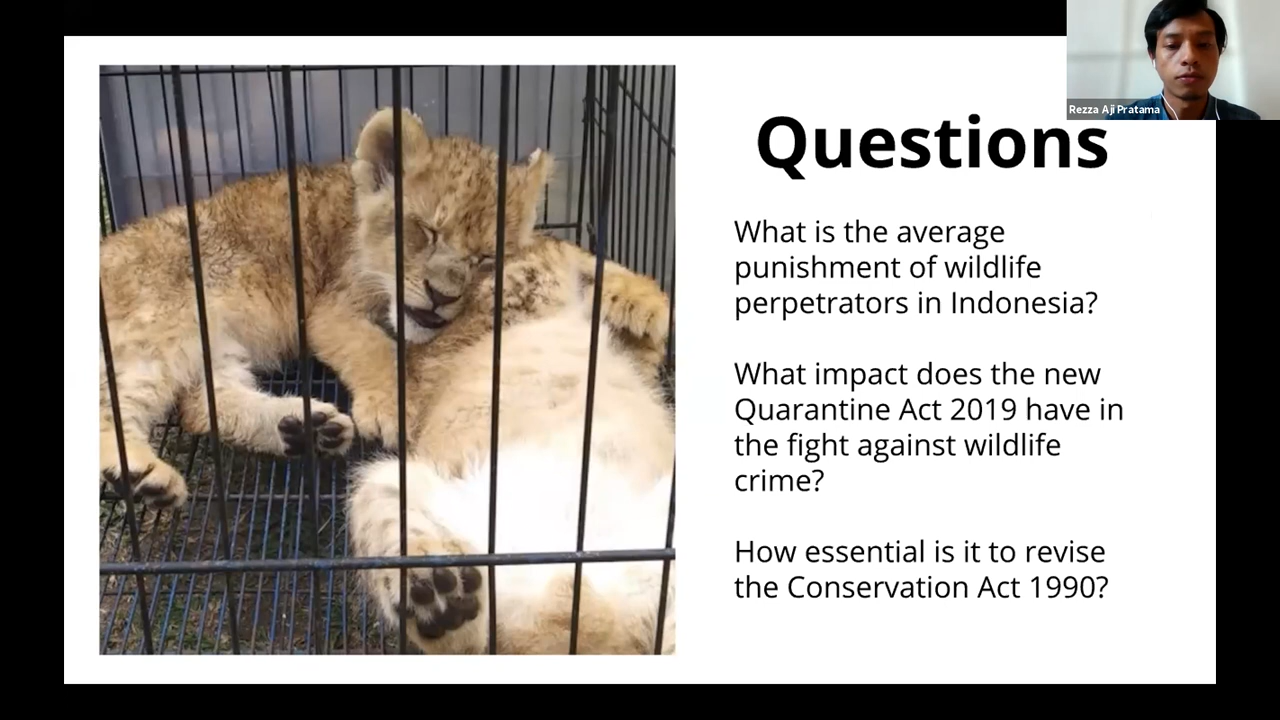 Rezza Aji Pratama
Questions
What is the average
punishment of wildlife
perpetrators in Indonesia?
What impact does the new
Quarantine Act 2019 have in
the fight against wildlife
crime?
How essential is it to revise
the Conservation Act 1990?